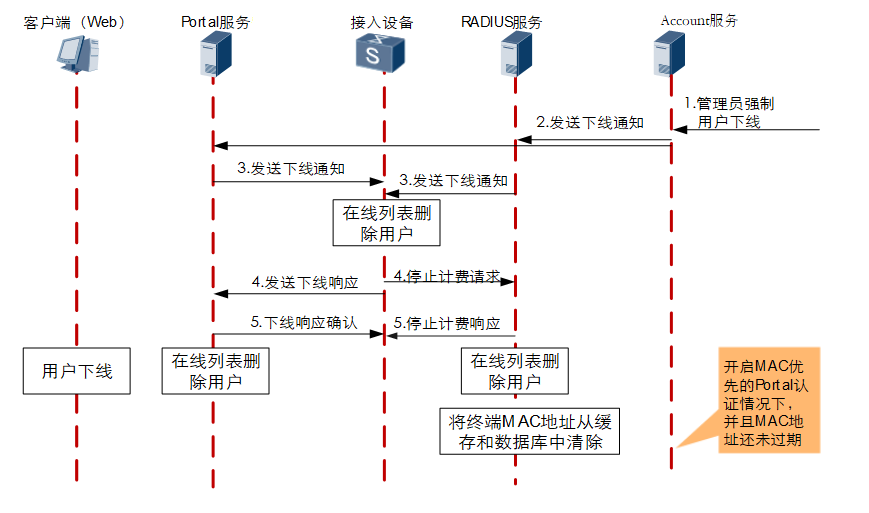 客户端（Web）
Portal服务
接入设备
RADIUS服务
Account服务
1.管理员强制
用户下线
2.发送下线通知
3.发送下线通知
3.发送下线通知
在线列表删
除用户
4.发送下线响应
4.停止计费请求
5.下线响应确认
5.停止计费响应
用户下线
在线列表删
除用户
在线列表删
除用户
将终端MAC地址从缓
存和数据库中清除
开启MAC优
先的Portal认
证情况下，
并且MAC地
址还未过期